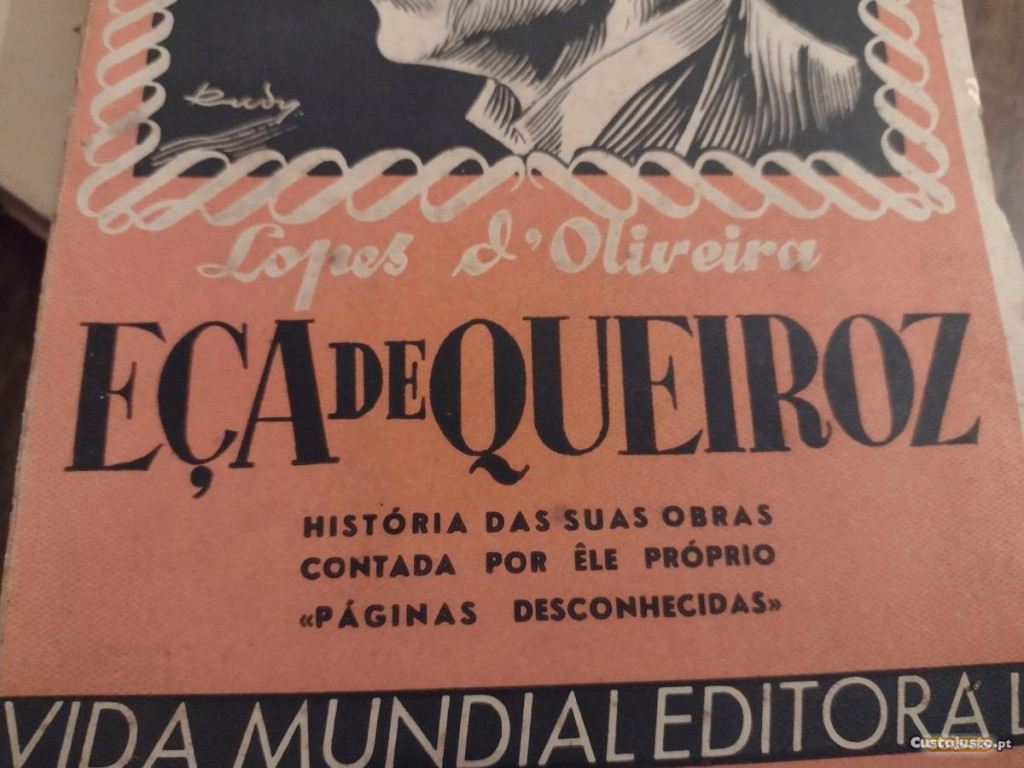 Rudy
Lopes d'Oliveira
EÇA DE QUEIROZ
HISTÓRIA DAS SUAS OBRAS
CONTADA POR ÊLE PRÓPRIO
«PÁGINAS DESCONHECIDAS»
VIDA MUNDIAL EDITORA L
Custojusto.pt